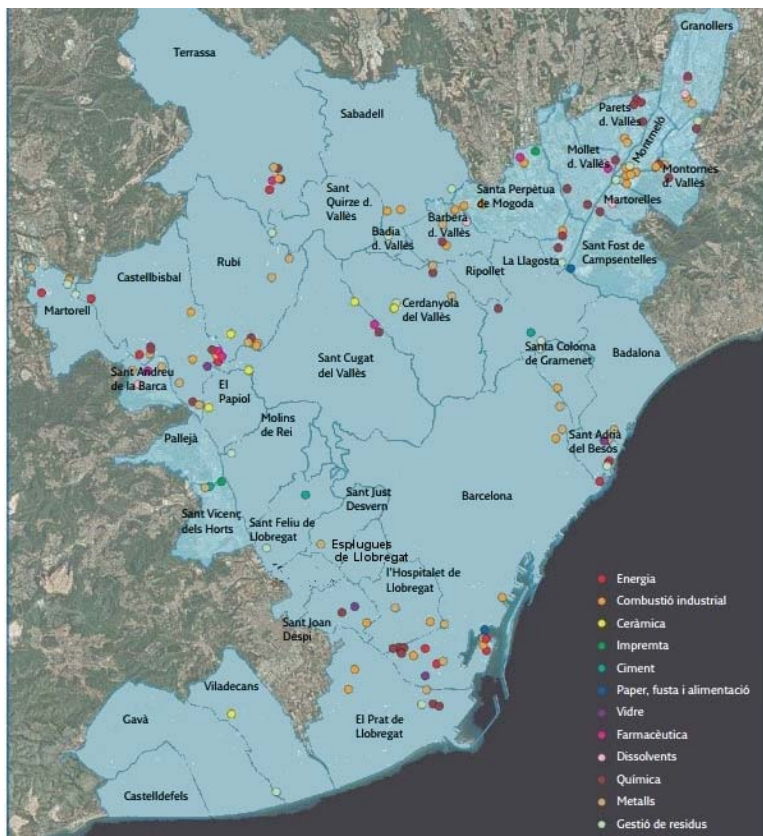 Granollers
Terrassa
Sabadell
Parets
d. Vallès
Montmeló
Mollet
d. Vallès
Montornès
d. Vallès
Sant
Quirze d.
Vallès
Santa Perpètua
de Mogoda
Martorelles
Badia
d. Vallès
Barberà
d. Vallès
Sant Fost de
Campsentelles
La Llagosta
Ripollet
Rubí
Castellbisbal
Martorell
Cerdanyola
del Vallès
Sant Cugat
del Vallès
Santa Coloma
de Gramenet
Badalona
Sant Andreu
de la Barca
El
Papiol
Molins
de Rei
Pallejà
Sant Adrià
del Besòs
Barcelona
Sant Just
Desvern
Sant Vicenç
dels Horts
Sant Feliu de
Llobregat
Esplugues
de Llobregat
l'Hospitalet de
Llobregat
Sant Joan
Déspi
Viladecans
Gavà
El Prat de
Llobregat
Castelldefels
Energia
Combustió industrial
Ceràmica
Impremta
Ciment
Paper, fusta i alimentació
Vidre
Farmacèutica
Dissolvents
Química
Metalls
Gestió de residus